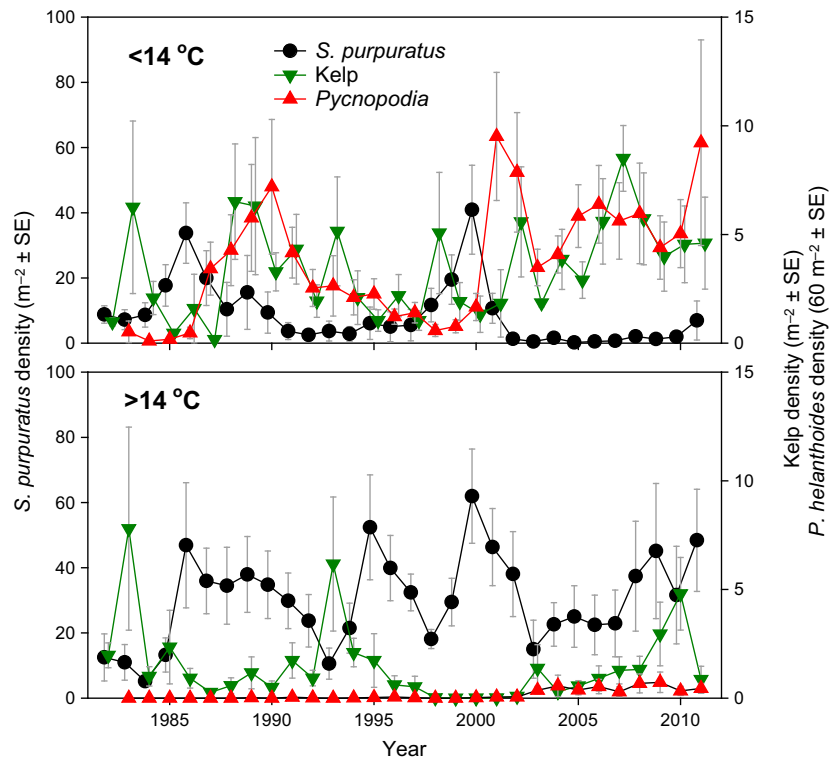 100
80
60
40
20
0
<14 °C
S. purpuratus
Kelp
Pycnopodia
15
10
5
0
S. purpuratus density (m⁻² ± SE)
Kelp density (m⁻² ± SE)
P. helanthoides density (60 m⁻² ± SE)
100
80
60
40
20
0
>14 °C
15
10
5
0
1985 1990 1995 2000 2005 2010
Year